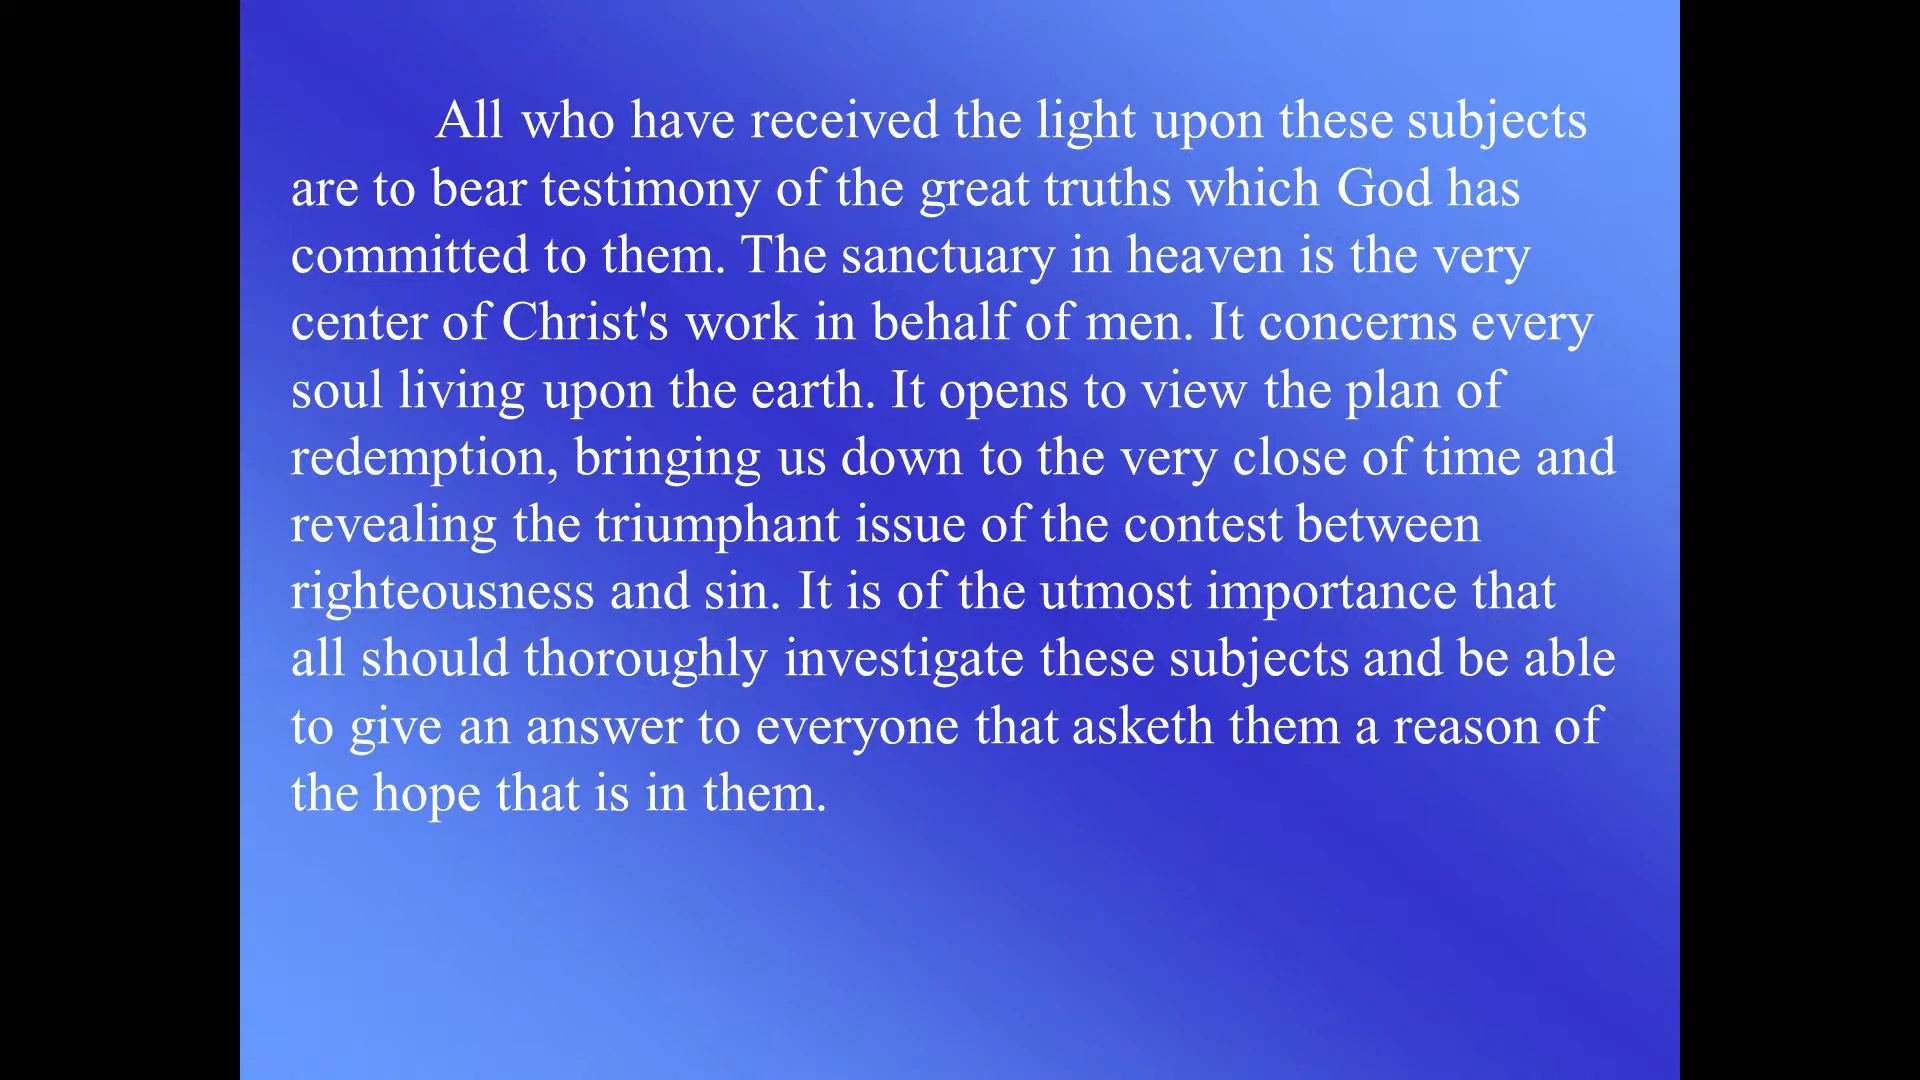 All who have received the light upon these subjects
are to bear testimony of the great truths which God has
committed to them. The sanctuary in heaven is the very
center of Christ's work in behalf of men. It concerns every
soul living upon the earth. It opens to view the plan of
redemption, bringing us down to the very close of time and
revealing the triumphant issue of the contest between
righteousness and sin. It is of the utmost importance that
all should thoroughly investigate these subjects and be able
to give an answer to everyone that asketh them a reason of
the hope that is in them.